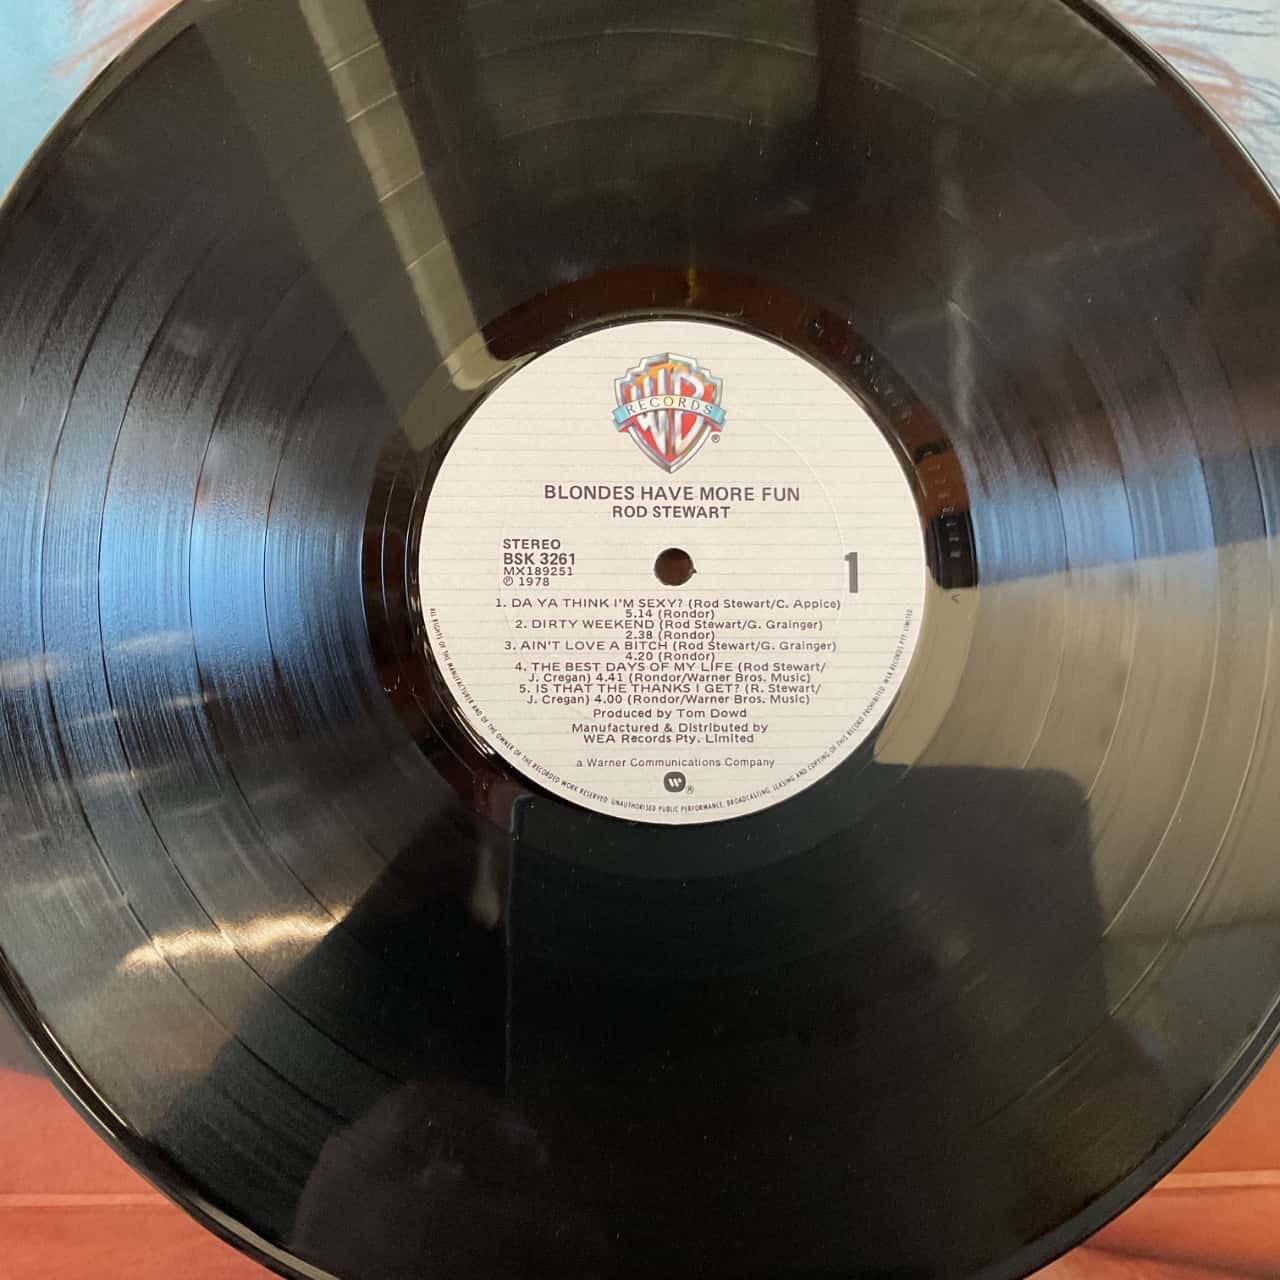 RECORDS
®
BLONDES HAVE MORE FUN
ROD STEWART
STEREO
BSK 3261
MX189251
℗ 1978
1
1. DA YA THINK I'M SEXY? (Rod Stewart/C. Appice)
5.14 (Rondor)
2. DIRTY WEEKEND (Rod Stewart/G. Grainger)
2.38 (Rondor)
3. AIN'T LOVE A BITCH (Rod Stewart/G. Grainger)
4.20 (Rondor)
4. THE BEST DAYS OF MY LIFE (Rod Stewart/
J. Cregan) 4.41 (Rondor/Warner Bros. Music)
5. IS THAT THE THANKS I GET? (R. Stewart/
J. Cregan) 4.00 (Rondor/Warner Bros. Music)
Produced by Tom Dowd
Manufactured & Distributed by
WEA Records Pty. Limited
a Warner Communications Company
®
ALL RIGHTS OF THE MANUFACTURER AND OF THE OWNER OF THE RECORDED WORK RESERVED. UNAUTHORISED PUBLIC PERFORMANCE, BROADCASTING, LEASING AND COPYING OF THIS RECORD PROHIBITED. WEA RECORDS PTY. LIMITED